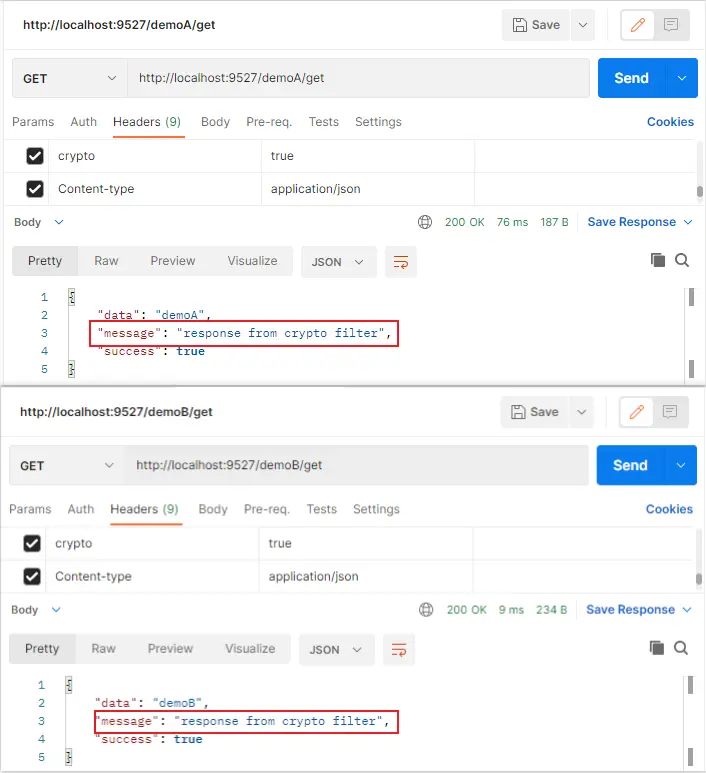 http://localhost:9527/demoA/get Save
GET http://localhost:9527/demoA/get Send
Params Auth Headers (9) Body Pre-req. Tests Settings Cookies
crypto true
Content-type application/json
Body 200 OK 76 ms 187 B Save Response
Pretty Raw Preview Visualize JSON
1 {
2 "data": "demoA",
3 "message": "response from crypto filter",
4 "success": true
5 }
http://localhost:9527/demoB/get Save
GET http://localhost:9527/demoB/get Send
Params Auth Headers (9) Body Pre-req. Tests Settings Cookies
crypto true
Content-type application/json
Body 200 OK 9 ms 234 B Save Response
Pretty Raw Preview Visualize JSON
1 {
2 "data": "demoB",
3 "message": "response from crypto filter",
4 "success": true
5 }